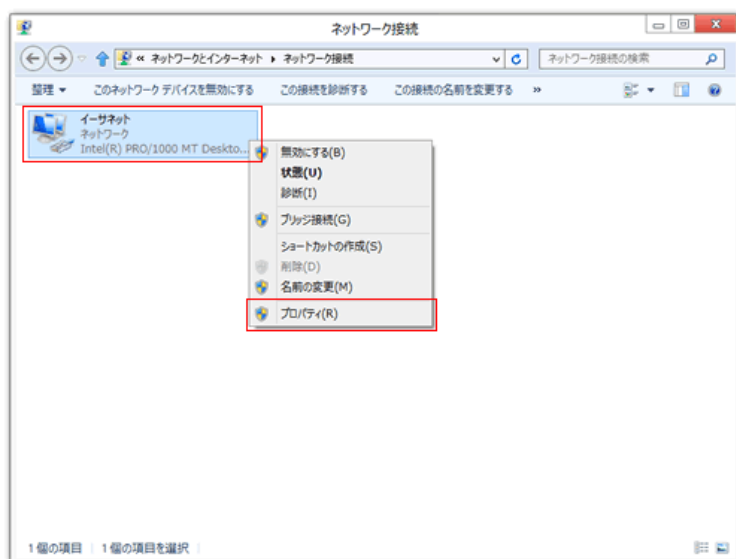 ネットワーク接続
« ネットワークとインターネット ▸ ネットワーク接続
ネットワーク接続の検索
整理 ▼ このネットワーク デバイスを無効にする この接続を診断する この接続の名前を変更する »
イーサネット
ネットワーク
Intel(R) PRO/1000 MT Deskto...
無効にする(B)
状態(U)
診断(I)
ブリッジ接続(G)
ショートカットの作成(S)
削除(D)
名前の変更(M)
プロパティ(R)
1 個の項目 1 個の項目を選択